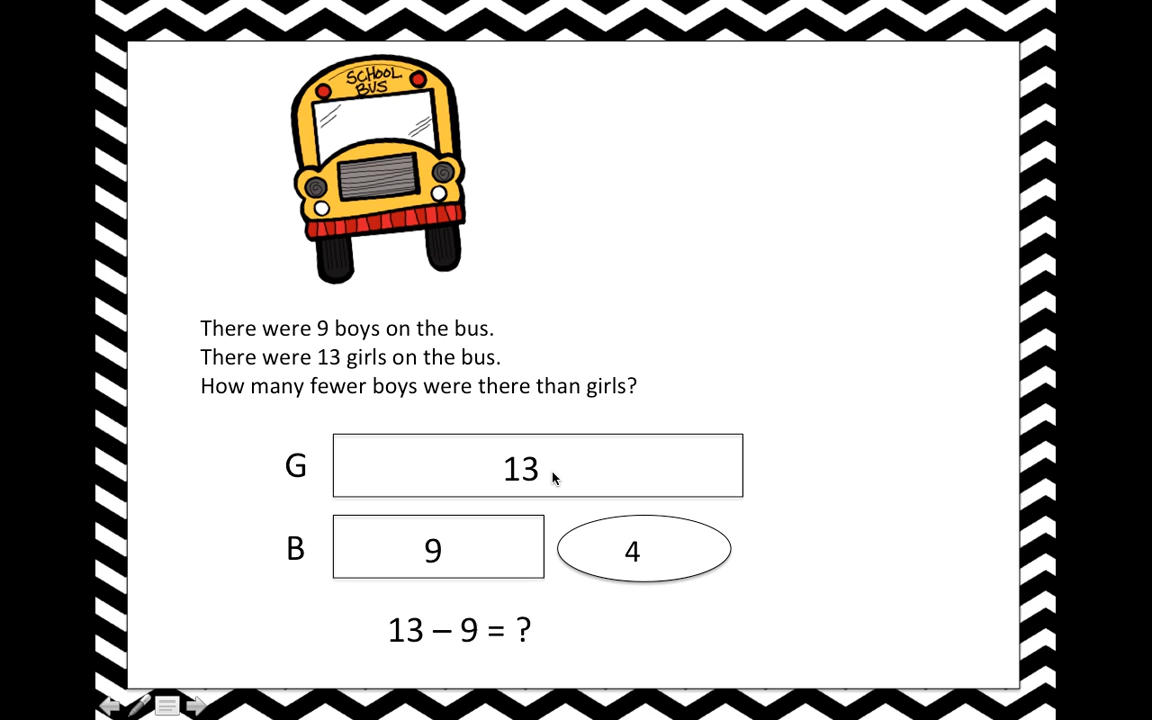 SCHOOL
BUS
There were 9 boys on the bus.
There were 13 girls on the bus.
How many fewer boys were there than girls?
G 13
B 9 4
13 – 9 = ?